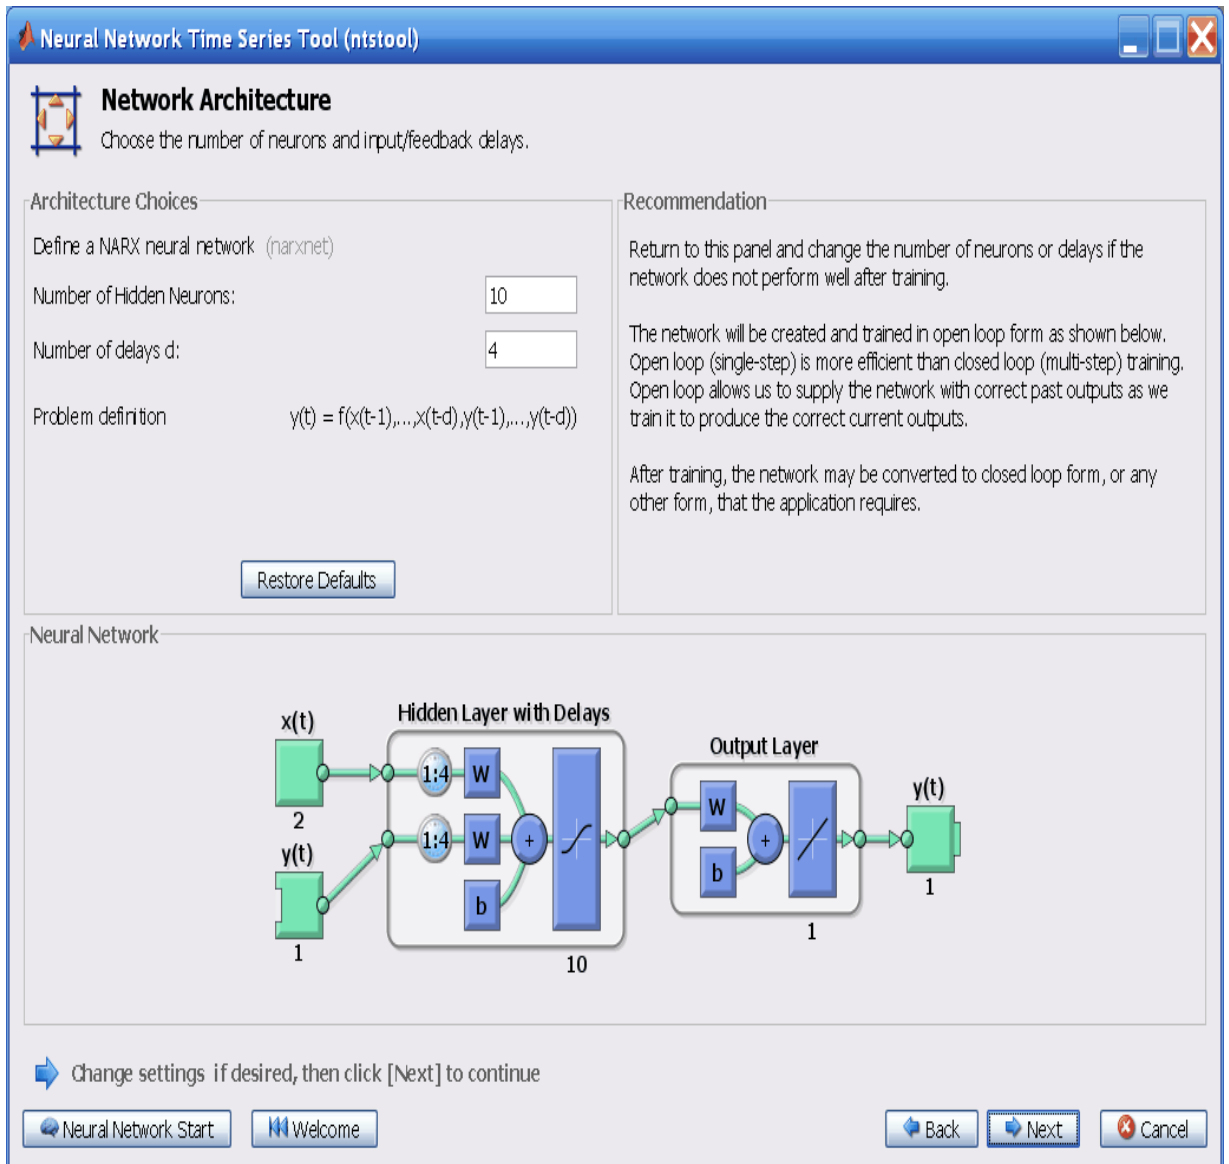 Neural Network Time Series Tool (ntstool)
Network Architecture
Choose the number of neurons and input/feedback delays.
Architecture Choices
Define a NARX neural network (narxnet)
Number of Hidden Neurons: 10
Number of delays d: 4
Problem definition y(t) = f(x(t-1),...,x(t-d),y(t-1),...,y(t-d))
Restore Defaults
Recommendation
Return to this panel and change the number of neurons or delays if the
network does not perform well after training.
The network will be created and trained in open loop form as shown below.
Open loop (single-step) is more efficient than closed loop (multi-step) training.
Open loop allows us to supply the network with correct past outputs as we
train it to produce the correct current outputs.
After training, the network may be converted to closed loop form, or any
other form, that the application requires.
Neural Network
x(t)
2
y(t)
1
Hidden Layer with Delays
1:4 W
1:4 W +
b
10
Output Layer
W
+
b
1
y(t)
1
Change settings if desired, then click [Next] to continue
Neural Network Start Welcome Back Next Cancel